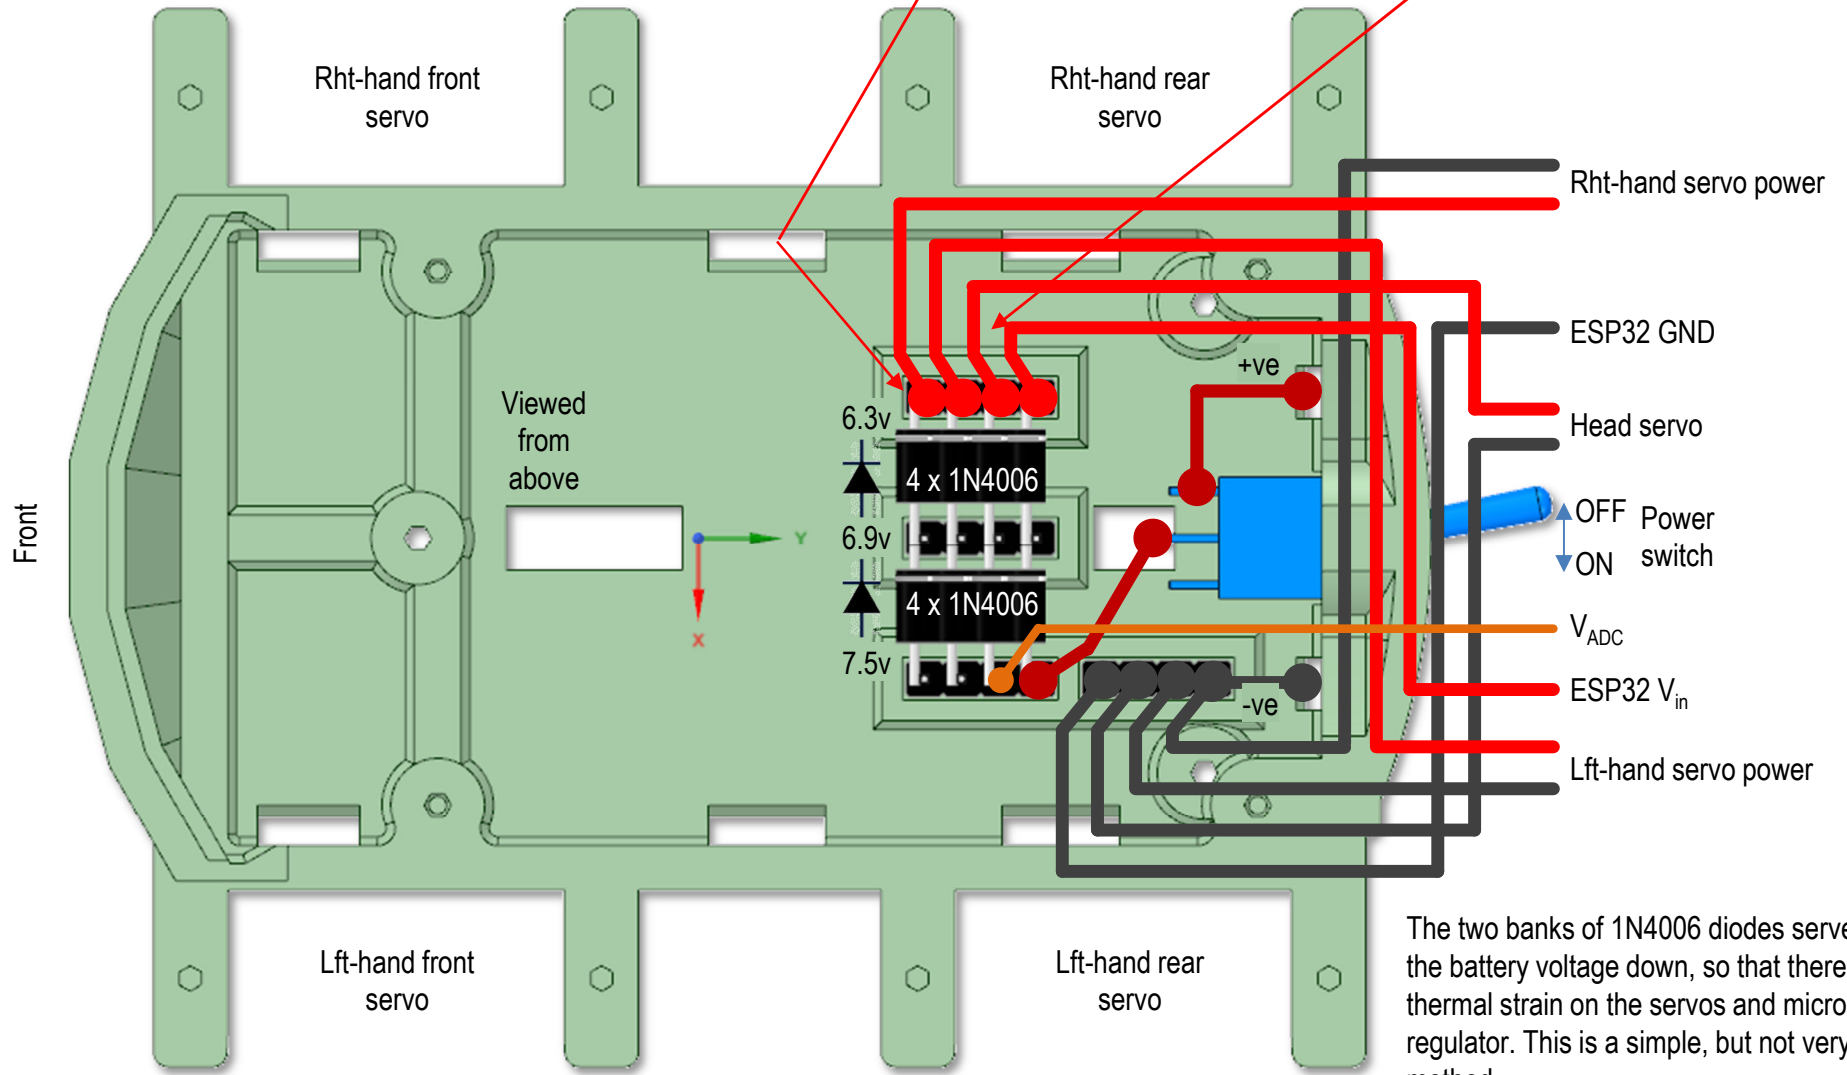 Rht-hand front
servo
Rht-hand rear
servo
Rht-hand servo power
ESP32 GND
+ve
Head servo
Viewed
from
above
6.3v
4 x 1N4006
Front
6.9v
Y
X
OFF
ON
Power
switch
4 x 1N4006
7.5v
VADC
ESP32 Vin
-ve
Lft-hand servo power
Lft-hand front
servo
Lft-hand rear
servo
The two banks of 1N4006 diodes serve
the battery voltage down, so that there
thermal strain on the servos and micro
regulator. This is a simple, but not very